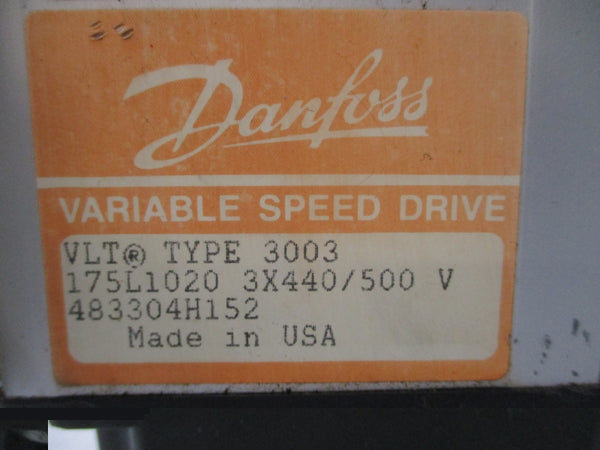 Danfoss
VARIABLE SPEED DRIVE
VLT® TYPE 3003
175L1020 3X440/500 V
483304H152
Made in USA